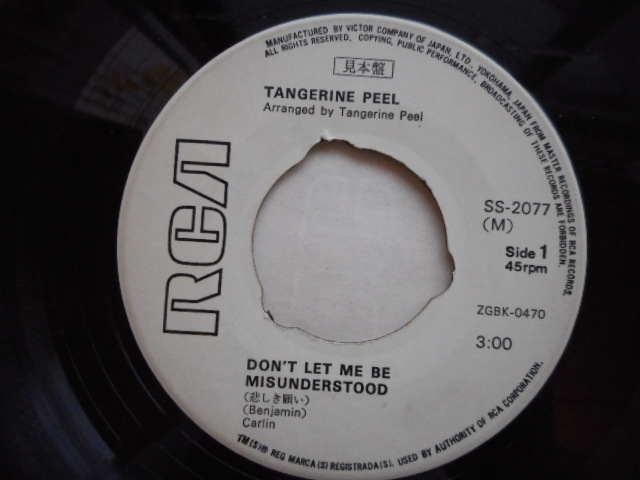 MANUFACTURED BY VICTOR COMPANY OF JAPAN, LTD., YOKOHAMA, JAPAN FROM MASTER RECORDINGS OF RCA RECORDS.
ALL RIGHTS RESERVED. COPYING, PUBLIC PERFORMANCE, BROADCASTING OF THESE RECORDS ARE FORBIDDEN.
見本盤
TANGERINE PEEL
Arranged by Tangerine Peel
RCA
SS-2077
(M)
Side 1
45rpm
ZGBK-0470
3:00
DON'T LET ME BE
MISUNDERSTOOD
(悲しき願い)
(Benjamin)
Carlin
TM(S)® REG MARCA(S) REGISTRADA(S). USED BY AUTHORITY OF RCA CORPORATION.